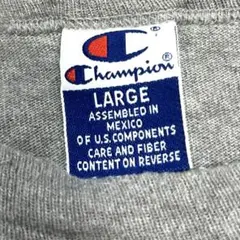 Champion
LARGE
ASSEMBLED IN
MEXICO
OF U.S. COMPONENTS
CARE AND FIBER
CONTENT ON REVERSE